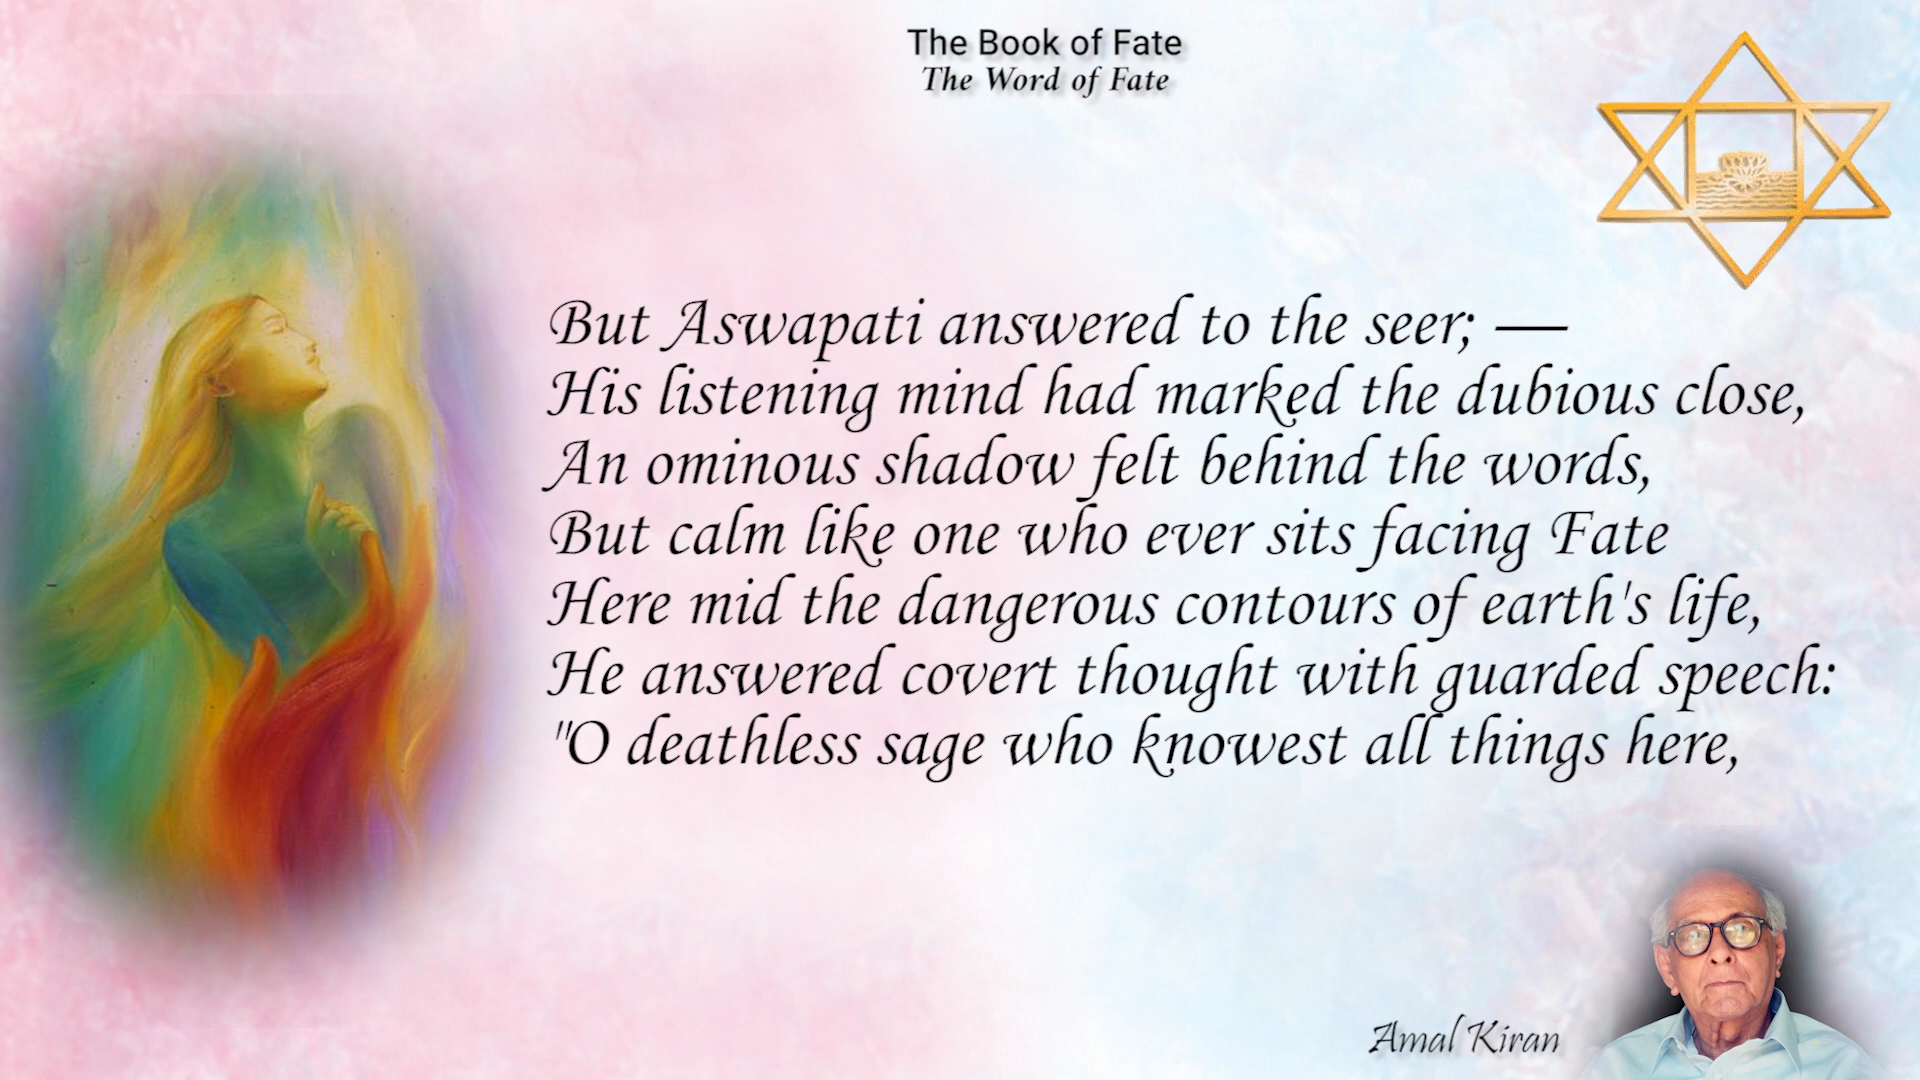 The Book of Fate
The Word of Fate
But Aswapati answered to the seer; —
His listening mind had marked the dubious close,
An ominous shadow felt behind the words,
But calm like one who ever sits facing Fate
Here mid the dangerous contours of earth's life,
He answered covert thought with guarded speech:
"O deathless sage who knowest all things here,
Amal Kiran